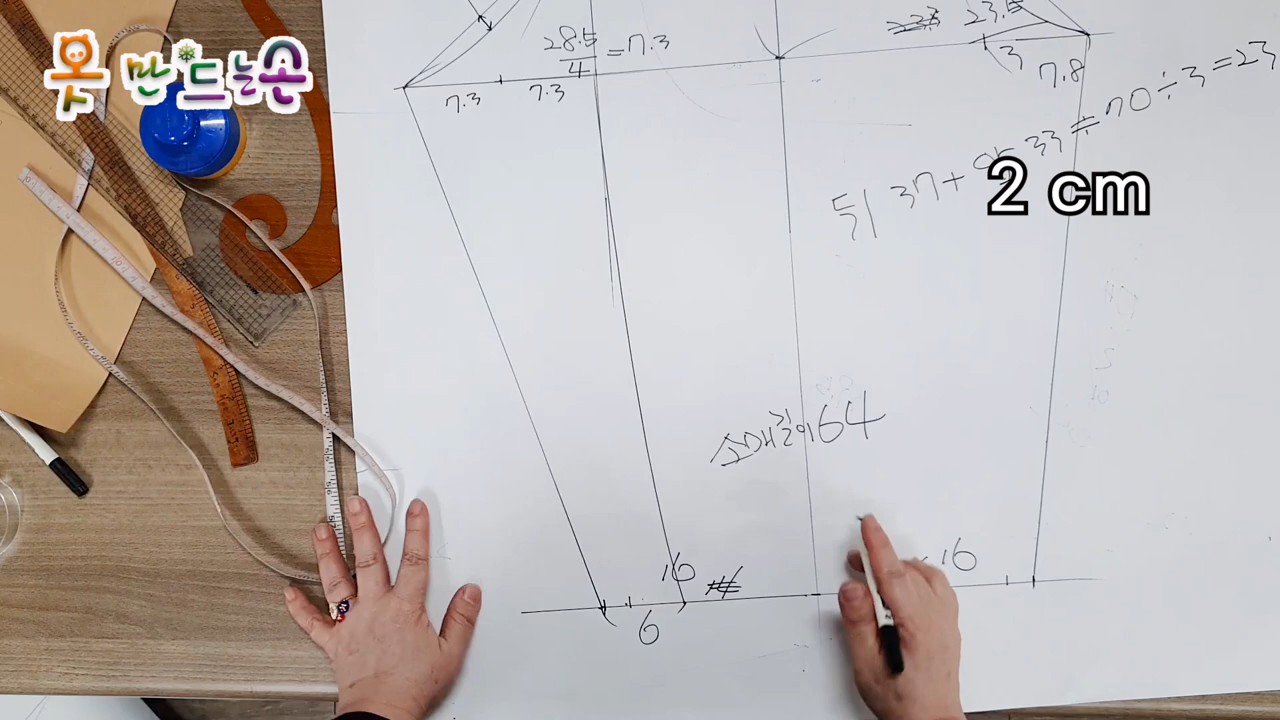 옷 만드는 손
28.5/4 = 7.3
23.5
7.3
7.3
3
7.8
뒤 37+ 33 = 70÷3=23
2 cm
소매길이 64
10
16
6